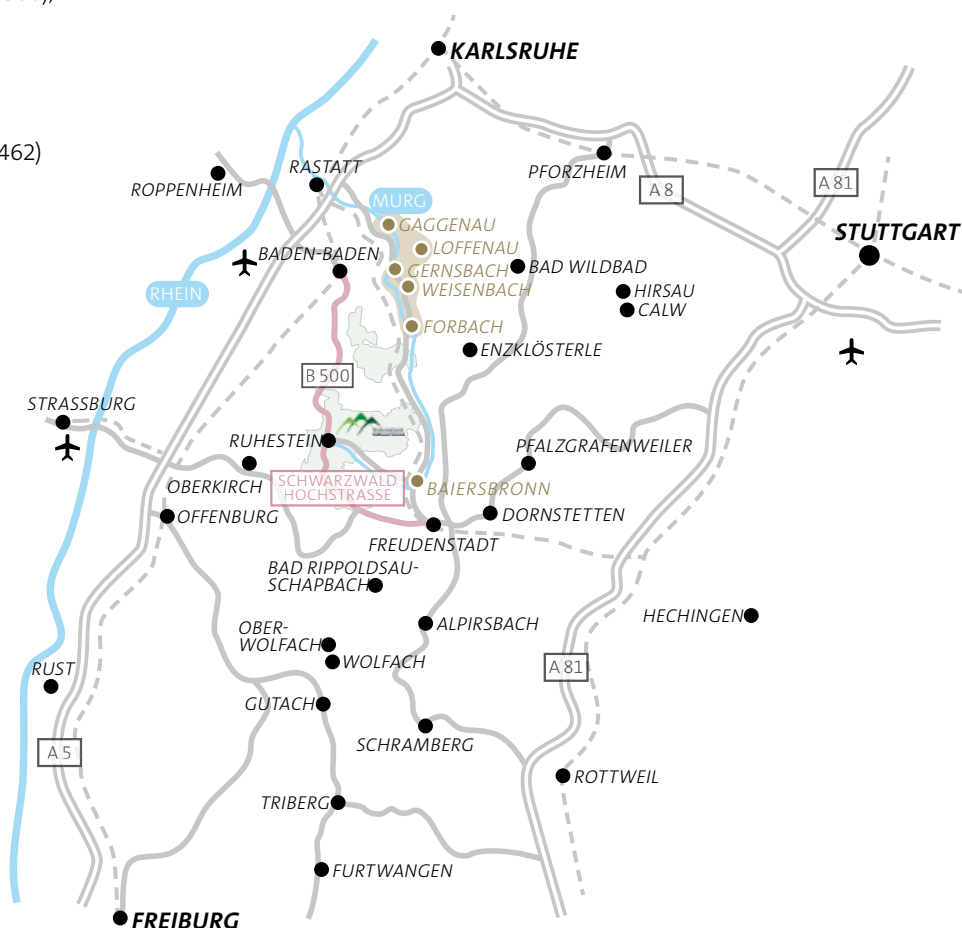 KARLSRUHE
462)
RASTATT
PFORZHEIM
ROPPENHEIM
A 8
A 81
MURG
GAGGENAU
STUTTGART
LOFFENAU
BADEN-BADEN
GERNSBACH
BAD WILDBAD
WEISENBACH
RHEIN
HIRSAU
CALW
FORBACH
ENZKLÖSTERLE
B 500
STRASSBURG
RUHESTEIN
PFALZGRAFENWEILER
OBERKIRCH
SCHWARZWALD
HOCHSTRASSE
BAIERSBRONN
OFFENBURG
DORNSTETTEN
FREUDENSTADT
BAD RIPPOLDSAU-
SCHAPBACH
HECHINGEN
ALPIRSBACH
OBER-
WOLFACH
WOLFACH
RUST
A 81
GUTACH
SCHRAMBERG
A 5
ROTTWEIL
TRIBERG
FURTWANGEN
FREIBURG